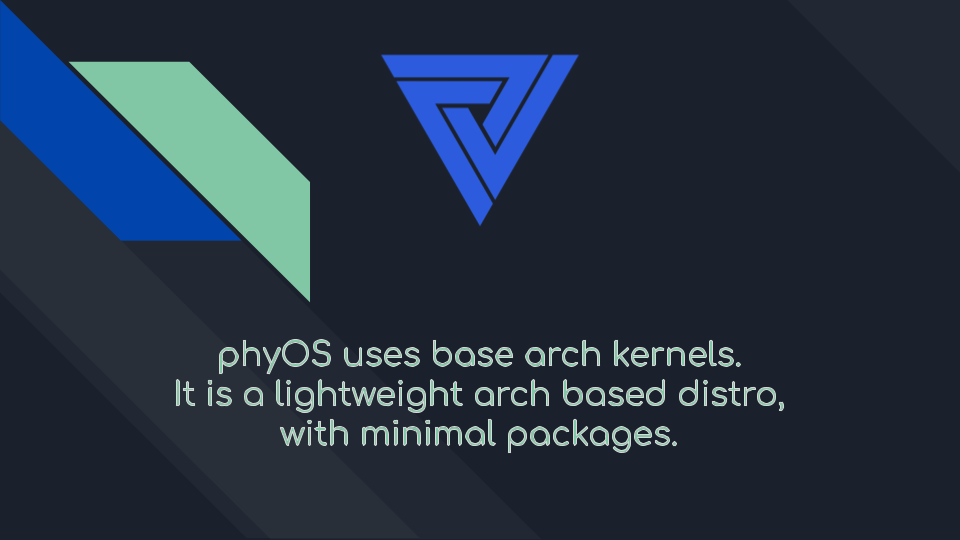 phyOS uses base arch kernels.
It is a lightweight arch based distro,
with minimal packages.